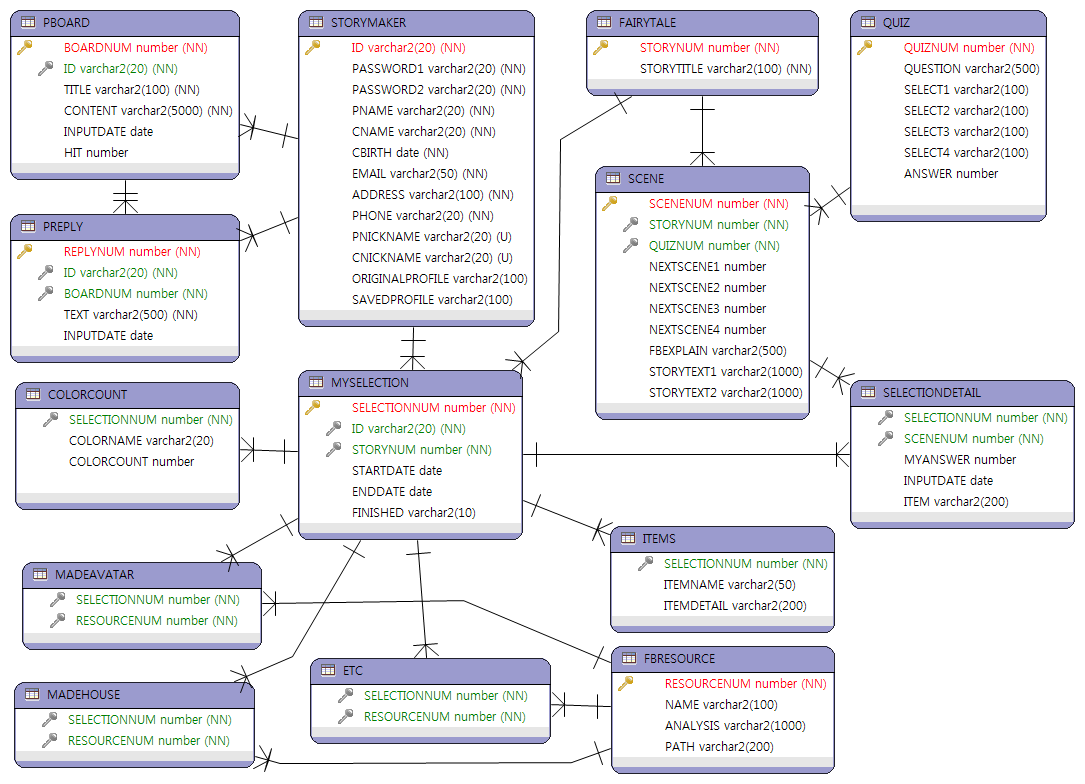 PBOARD
BOARDNUM number (NN)
ID varchar2(20) (NN)
TITLE varchar2(100) (NN)
CONTENT varchar2(5000) (NN)
INPUTDATE date
HIT number
STORYMAKER
ID varchar2(20) (NN)
PASSWORD1 varchar2(20) (NN)
PASSWORD2 varchar2(20) (NN)
PNAME varchar2(20) (NN)
CNAME varchar2(20) (NN)
CBIRTH date (NN)
EMAIL varchar2(50) (NN)
ADDRESS varchar2(100) (NN)
PHONE varchar2(20) (NN)
PNICKNAME varchar2(20) (U)
CNICKNAME varchar2(20) (U)
ORIGINALPROFILE varchar2(100)
SAVEDPROFILE varchar2(100)
FAIRYTALE
STORYNUM number (NN)
STORYTITLE varchar2(100) (NN)
QUIZ
QUIZNUM number (NN)
QUESTION varchar2(500)
SELECT1 varchar2(100)
SELECT2 varchar2(100)
SELECT3 varchar2(100)
SELECT4 varchar2(100)
ANSWER number
SCENE
SCENENUM number (NN)
STORYNUM number (NN)
QUIZNUM number (NN)
NEXTSCENE1 number
NEXTSCENE2 number
NEXTSCENE3 number
NEXTSCENE4 number
FBEXPLAIN varchar2(500)
STORYTEXT1 varchar2(1000)
STORYTEXT2 varchar2(1000)
PREPLY
REPLYNUM number (NN)
ID varchar2(20) (NN)
BOARDNUM number (NN)
TEXT varchar2(500) (NN)
INPUTDATE date
COLORCOUNT
SELECTIONNUM number (NN)
COLORNAME varchar2(20)
COLORCOUNT number
MYSELECTION
SELECTIONNUM number (NN)
ID varchar2(20) (NN)
STORYNUM number (NN)
STARTDATE date
ENDDATE date
FINISHED varchar2(10)
SELECTIONDETAIL
SELECTIONNUM number (NN)
SCENENUM number (NN)
MYANSWER number
INPUTDATE date
ITEM varchar2(200)
ITEMS
SELECTIONNUM number (NN)
ITEMNAME varchar2(50)
ITEMDETAIL varchar2(200)
MADEAVATAR
SELECTIONNUM number (NN)
RESOURCENUM number (NN)
MADEHOUSE
SELECTIONNUM number (NN)
RESOURCENUM number (NN)
ETC
SELECTIONNUM number (NN)
RESOURCENUM number (NN)
FBRESOURCE
RESOURCENUM number (NN)
NAME varchar2(100)
ANALYSIS varchar2(1000)
PATH varchar2(200)